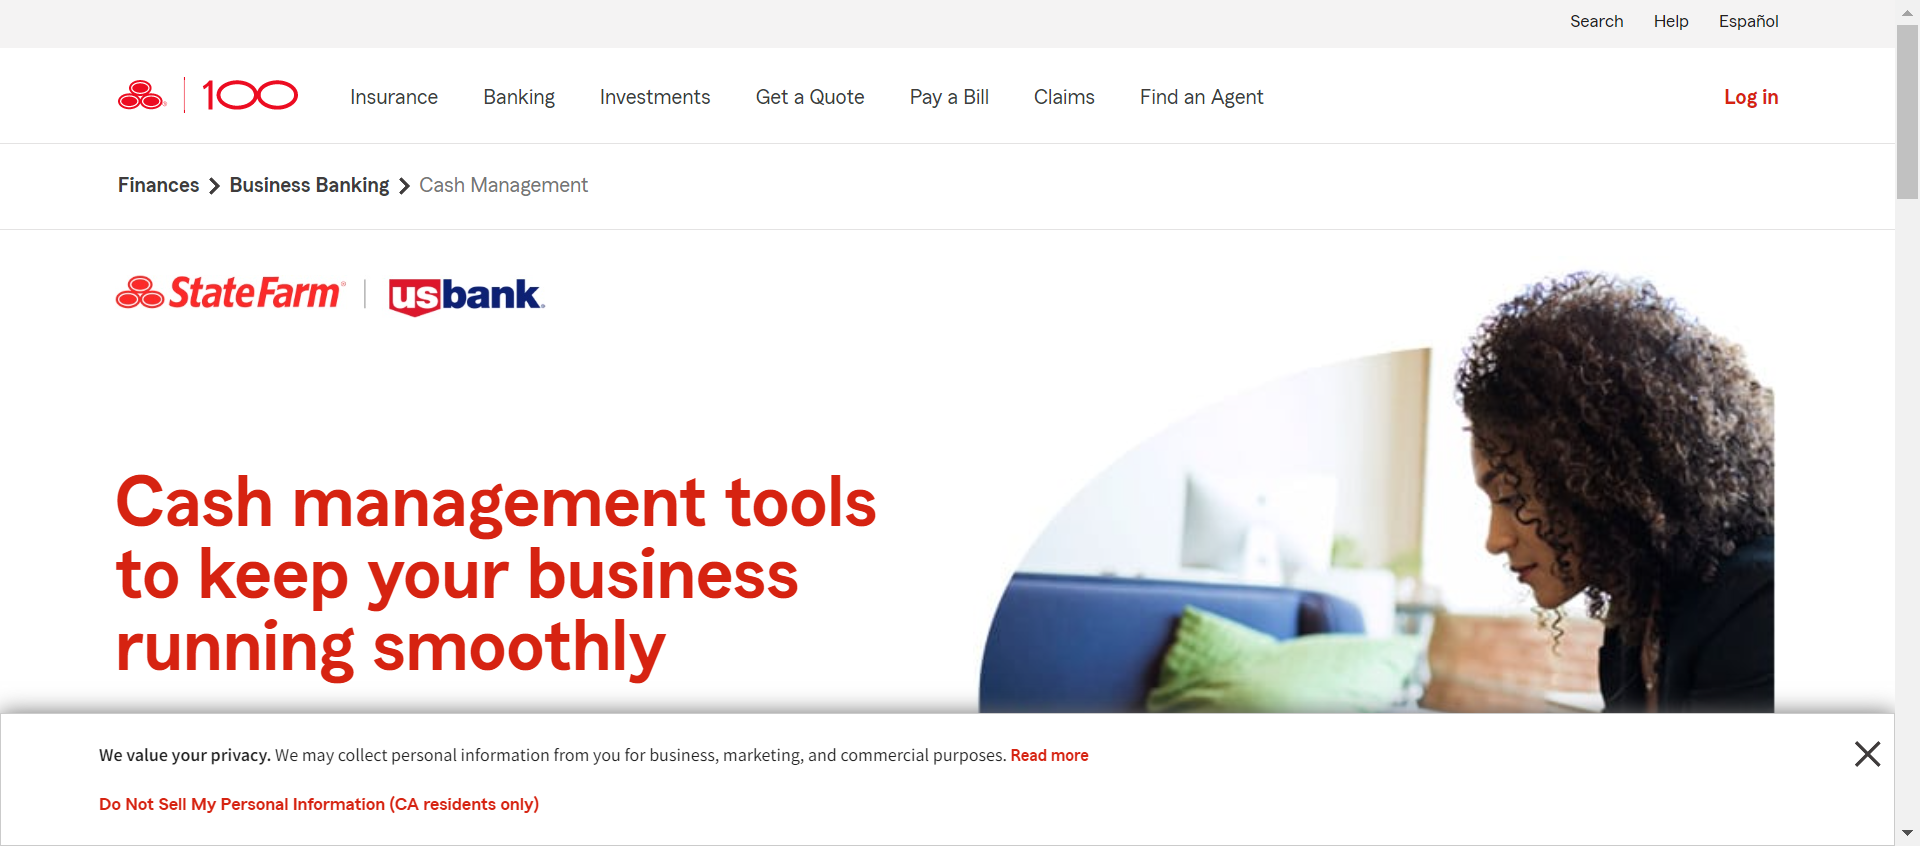 Search Help Español
100 Insurance Banking Investments Get a Quote Pay a Bill Claims Find an Agent Log in
Finances Business Banking Cash Management
State Farm® usbank®
Cash management tools
to keep your business
running smoothly
We value your privacy. We may collect personal information from you for business, marketing, and commercial purposes. Read more
Do Not Sell My Personal Information (CA residents only)